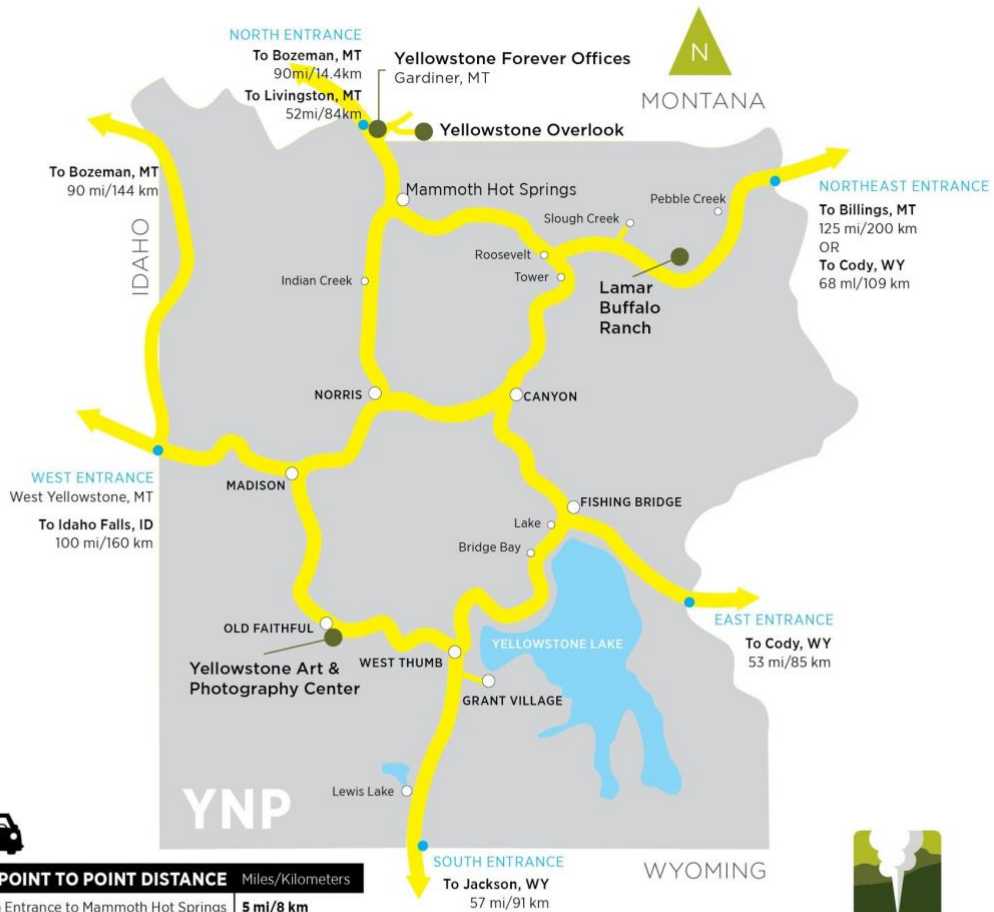 NORTH ENTRANCE
To Bozeman, MT
90mi/14.4km
To Livingston, MT
52mi/84km
Yellowstone Forever Offices
Gardiner, MT
N
MONTANA
Yellowstone Overlook
To Bozeman, MT
90 mi/144 km
IDAHO
Mammoth Hot Springs
Slough Creek
Pebble Creek
NORTHEAST ENTRANCE
To Billings, MT
125 mi/200 km
OR
To Cody, WY
68 ml/109 km
Roosevelt
Tower
Indian Creek
Lamar
Buffalo
Ranch
NORRIS
CANYON
WEST ENTRANCE
West Yellowstone, MT
To Idaho Falls, ID
100 mi/160 km
MADISON
FISHING BRIDGE
Lake
Bridge Bay
EAST ENTRANCE
To Cody, WY
53 mi/85 km
OLD FAITHFUL
Yellowstone Art &
Photography Center
WEST THUMB
YELLOWSTONE LAKE
GRANT VILLAGE
Lewis Lake
YNP
SOUTH ENTRANCE
To Jackson, WY
57 mi/91 km
WYOMING
POINT TO POINT DISTANCE Miles/Kilometers
Entrance to Mammoth Hot Springs 5 mi/8 km